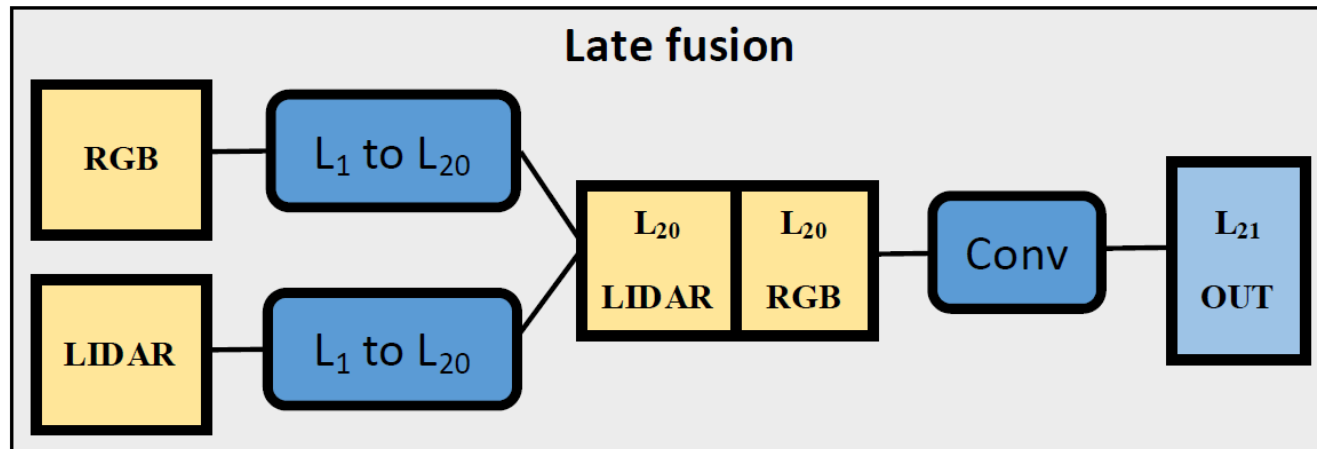 Late fusion
RGB
L₁ to L₂₀
LIDAR
L₁ to L₂₀
L₂₀
LIDAR
L₂₀
RGB
Conv
L₂₁
OUT